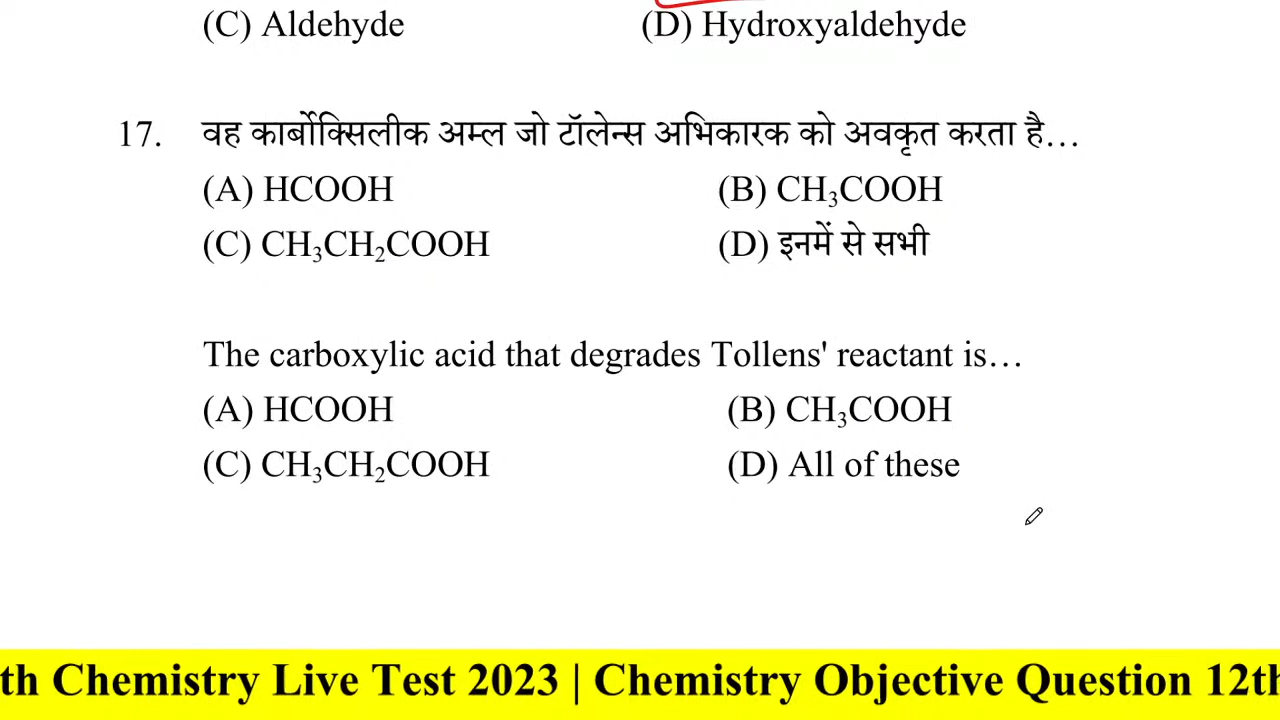 (C) Aldehyde (D) Hydroxyaldehyde
17. वह कार्बोक्सिलीक अम्ल जो टॉलेन्स अभिकारक को अवकृत करता है…
(A) HCOOH (B) CH₃COOH
(C) CH₃CH₂COOH (D) इनमें से सभी
The carboxylic acid that degrades Tollens' reactant is…
(A) HCOOH (B) CH₃COOH
(C) CH₃CH₂COOH (D) All of these
th Chemistry Live Test 2023 | Chemistry Objective Question 12th